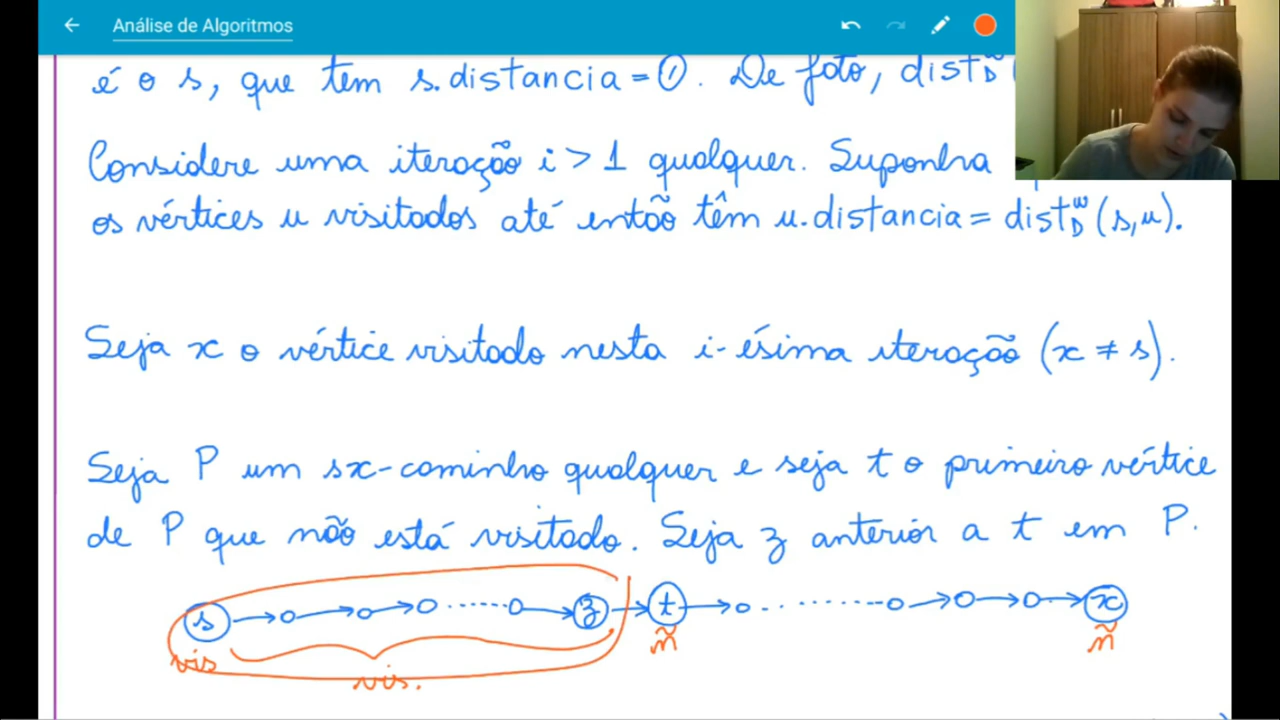 Análise de Algoritmos
é o s, que tem s.distancia = 0. De fato, dist_D^w(
Considere uma iteração i > 1 qualquer. Suponha
os vértices u visitados até então têm u.distancia = dist_D^w(s,u).
Seja x o vértice visitado nesta i-ésima iteração (x ≠ s).
Seja P um sx-caminho qualquer e seja t o primeiro vértice
de P que não está visitado. Seja z anterior a t em P.
s z t x
vis ñ ñ
vis.